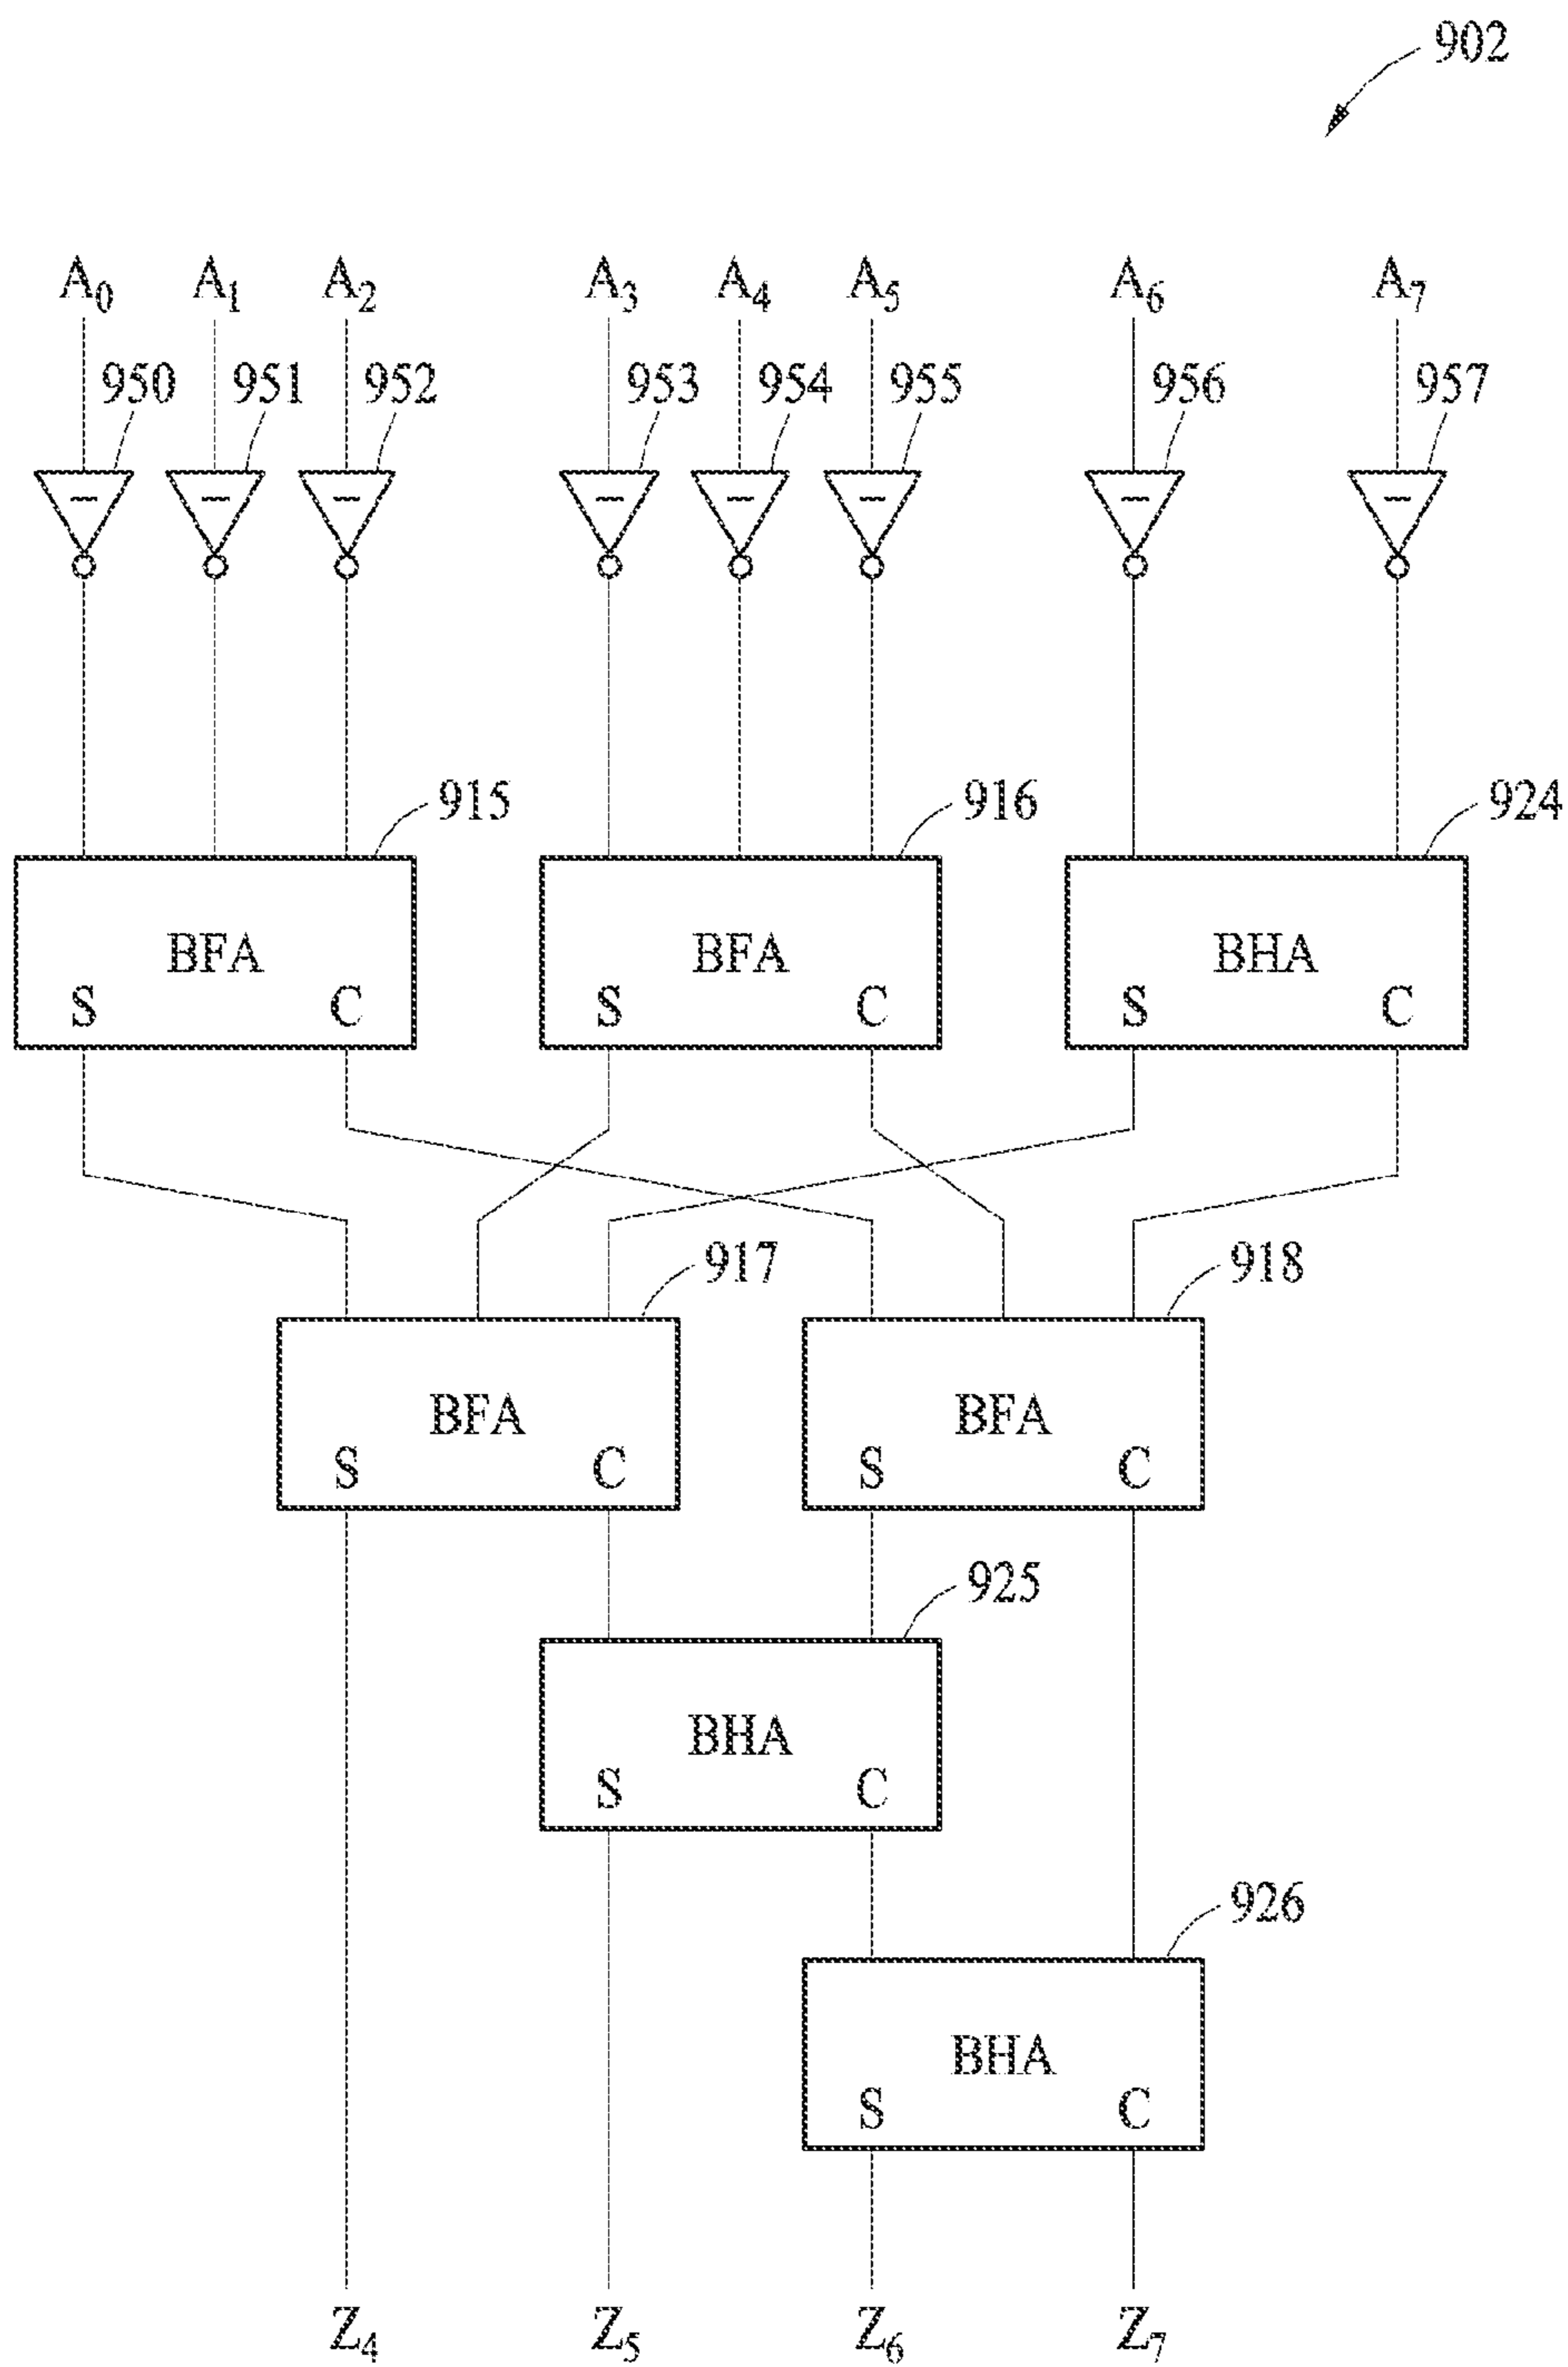 902
A₀ A₁ A₂ A₃ A₄ A₅ A₆ A₇
950 951 952 953 954 955 956 957
915 916 924
BFA BFA BHA
S C S C S C
917 918
BFA BFA
S C S C
925
BHA
S C
926
BHA
S C
Z₄ Z₅ Z₆ Z₇